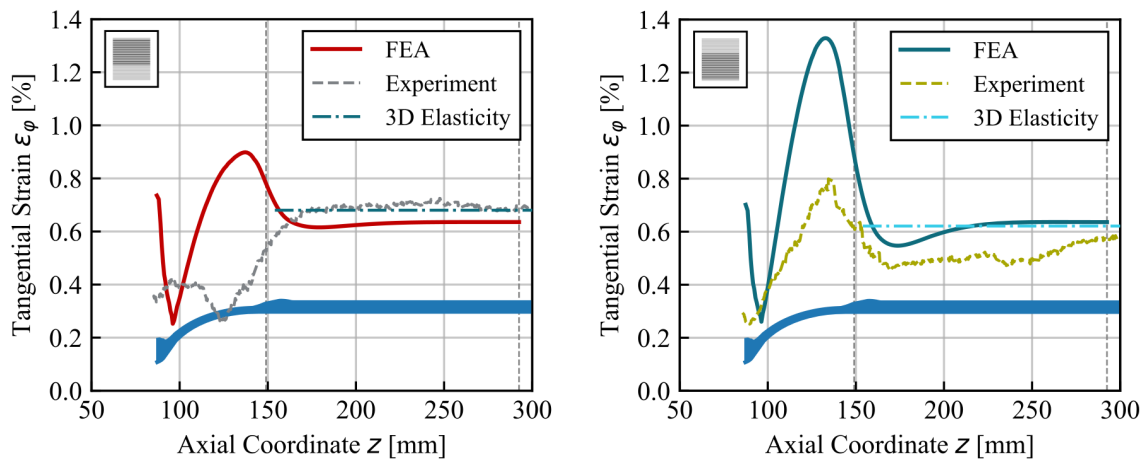 1.4
1.2
1.0
0.8
0.6
0.4
0.2
0.0
Tangential Strain εφ [%]
FEA
Experiment
3D Elasticity
50 100 150 200 250 300
Axial Coordinate z [mm]
1.4
1.2
1.0
0.8
0.6
0.4
0.2
0.0
Tangential Strain εφ [%]
FEA
Experiment
3D Elasticity
50 100 150 200 250 300
Axial Coordinate z [mm]